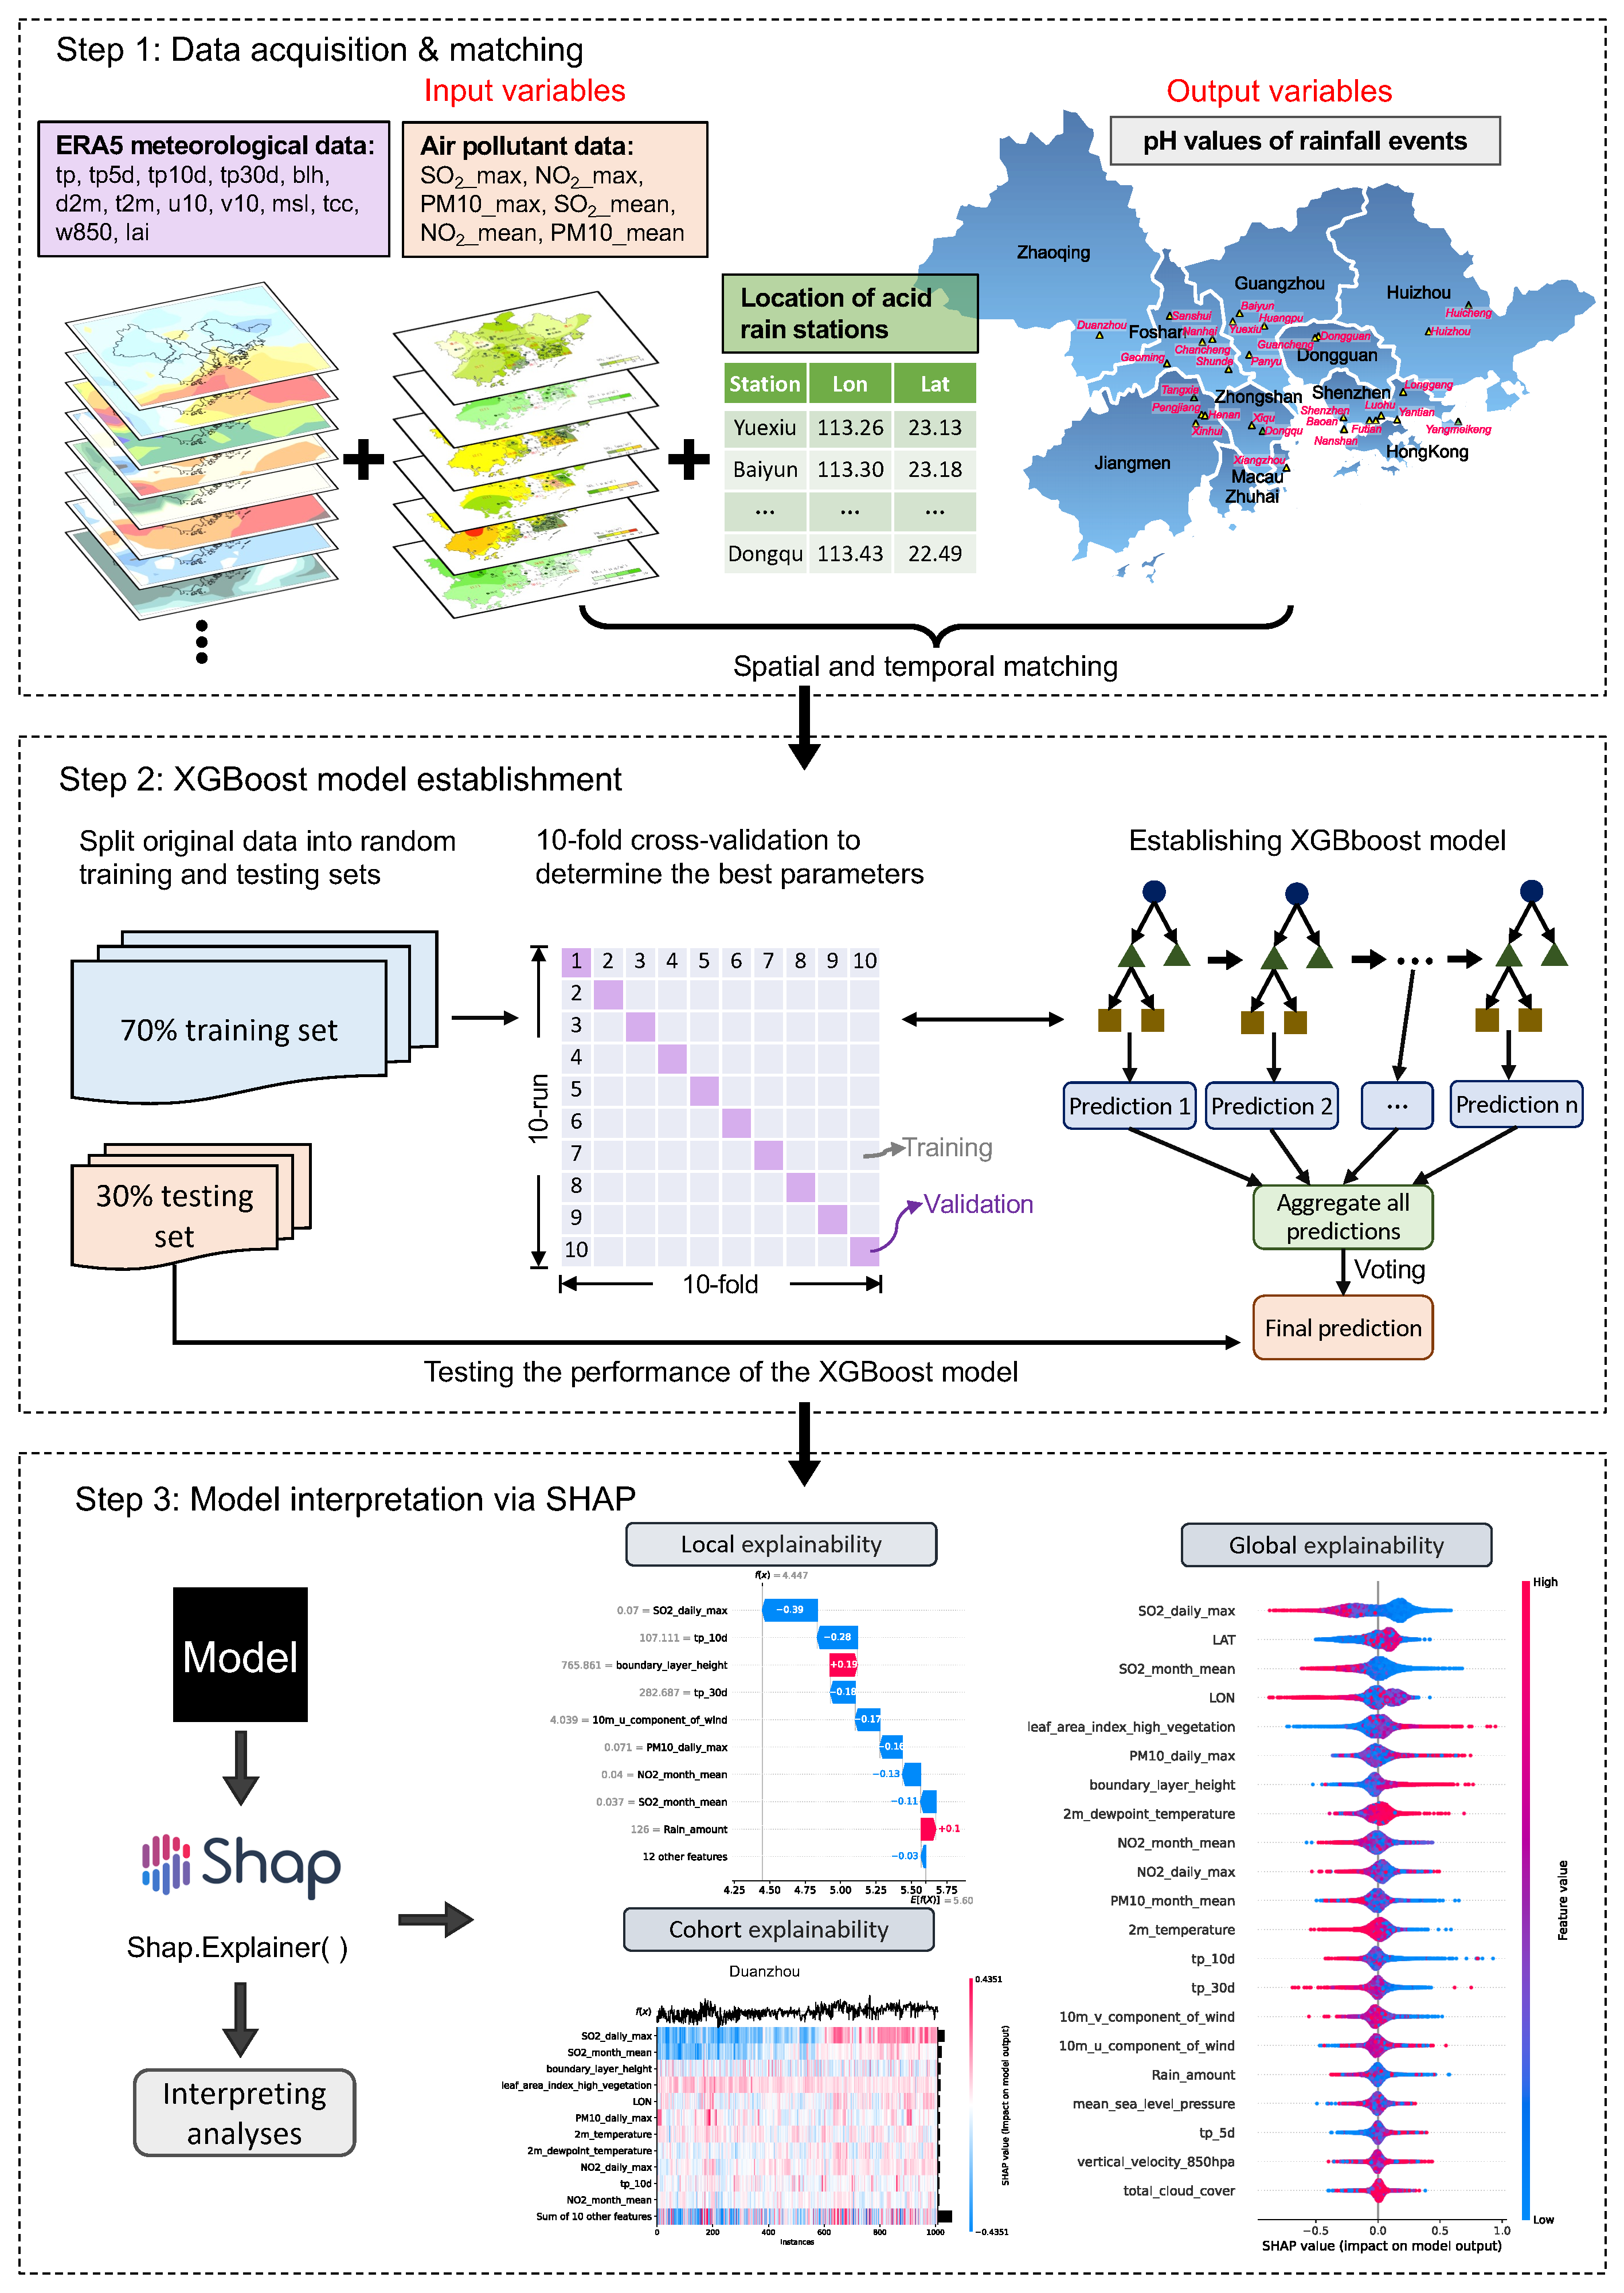 Step 1: Data acquisition & matching
Input variables
Output variables
ERA5 meteorological data:
tp, tp5d, tp10d, tp30d, blh,
d2m, t2m, u10, v10, msl, tcc,
w850, lai
Air pollutant data:
SO2_max, NO2_max,
PM10_max, SO2_mean,
NO2_mean, PM10_mean
Location of acid
rain stations
Station Lon Lat
Yuexiu 113.26 23.13
Baiyun 113.30 23.18
... ... ...
Dongqu 113.43 22.49
pH values of rainfall events
Zhaoqing
Guangzhou
Huizhou
Baiyun
Huicheng
Sanshui
Huangpu
Duanzhou
Foshan
Nanhai
Yuexiu
Huizhou
Dongguan
Guancheng
Chancheng
Dongguan
Gaoming
Shunde
Panyu
Tangxia
Zhongshan
Shenzhen
Longgang
Pengjiang
Henan
Luohu
Xiqu
Shenzhen
Yantian
Baoan
Xinhui
Dongqu
Futian
Yangmeikeng
Nanshan
HongKong
Jiangmen
Xiangzhou
Macau
Zhuhai
Spatial and temporal matching
Step 2: XGBoost model establishment
Split original data into random
training and testing sets
10-fold cross-validation to
determine the best parameters
Establishing XGBboost model
70% training set
30% testing
set
1 2 3 4 5 6 7 8 9 10
2
3
4
5
6
7
8
9
10
10-run
10-fold
Training
Validation
...
Prediction 1
Prediction 2
...
Prediction n
Aggregate all
predictions
Voting
Final prediction
Testing the performance of the XGBoost model
Step 3: Model interpretation via SHAP
Model
Shap
Shap.Explainer( )
Interpreting
analyses
Local explainability
f(x) = 4.447
0.07 = SO2_daily_max −0.39
107.111 = tp_10d −0.28
765.861 = boundary_layer_height +0.19
282.687 = tp_30d −0.18
4.039 = 10m_u_component_of_wind −0.17
0.071 = PM10_daily_max −0.16
0.04 = NO2_month_mean −0.13
0.037 = SO2_month_mean −0.11
126 = Rain_amount +0.1
12 other features −0.03
4.25 4.50 4.75 5.00 5.25 5.50 5.75
E[f(X)] = 5.60
Cohort explainability
Duanzhou
f(x)
SO2_daily_max
SO2_month_mean
boundary_layer_height
leaf_area_index_high_vegetation
LON
PM10_daily_max
2m_temperature
2m_dewpoint_temperature
NO2_daily_max
tp_10d
NO2_month_mean
Sum of 10 other features
0 200 400 600 800 1000
Instances
0.4351
SHAP value (impact on model output)
−0.4351
Global explainability
High
SO2_daily_max
LAT
SO2_month_mean
LON
leaf_area_index_high_vegetation
PM10_daily_max
boundary_layer_height
2m_dewpoint_temperature
NO2_month_mean
NO2_daily_max
PM10_month_mean
2m_temperature
tp_10d
tp_30d
10m_v_component_of_wind
10m_u_component_of_wind
Rain_amount
mean_sea_level_pressure
tp_5d
vertical_velocity_850hpa
total_cloud_cover
Feature value
Low
−0.5 0.0 0.5 1.0
SHAP value (impact on model output)